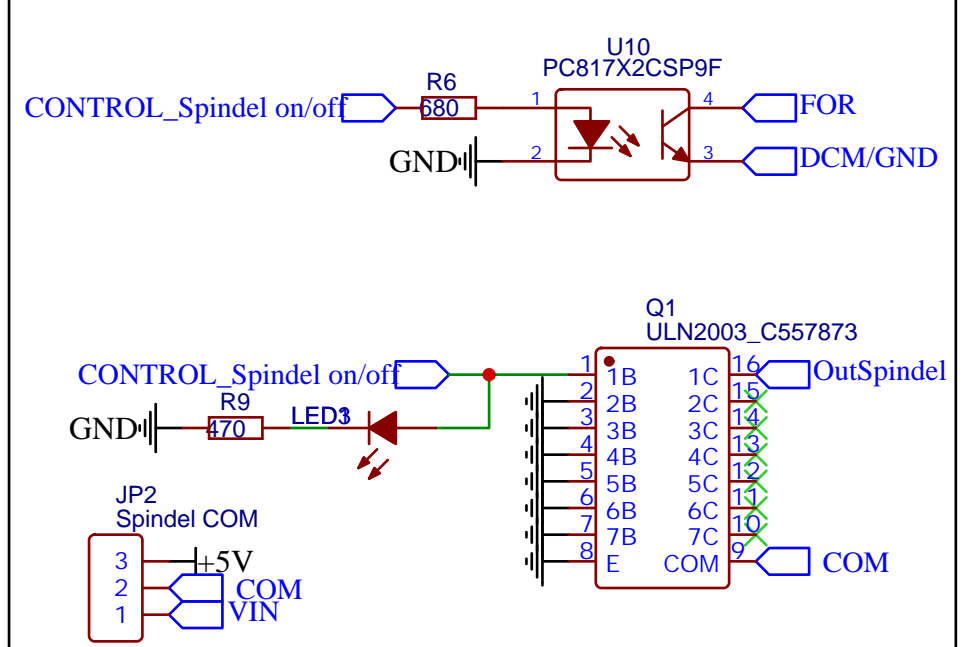 U10
PC817X2CSP9F
R6
CONTROL_Spindel on/off
680
1
4
FOR
GND
2
3
DCM/GND
Q1
ULN2003_C557873
CONTROL_Spindel on/off
1
1B
1C
16
OutSpindel
2
2B
2C
15
R9
470
LED1
GND
3
3B
3C
14
4
4B
4C
13
5
5B
5C
12
6
6B
6C
11
7
7B
7C
10
8
E
COM
9
COM
JP2
Spindel COM
3
+5V
2
COM
1
VIN